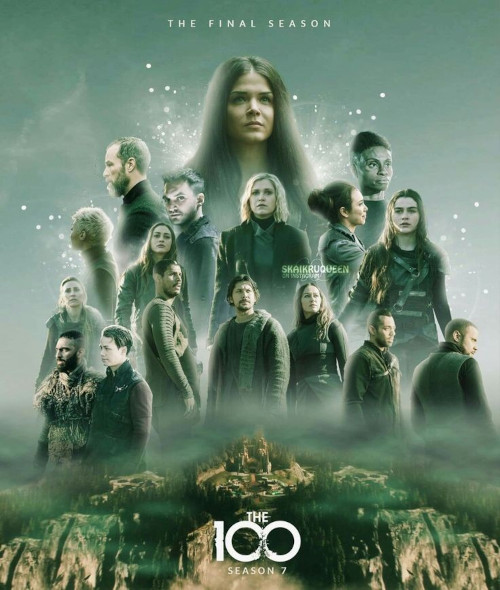 THE FINAL SEASON
SKAIKRUQUEEN
ON INSTAGRAM
THE
100
SEASON 7